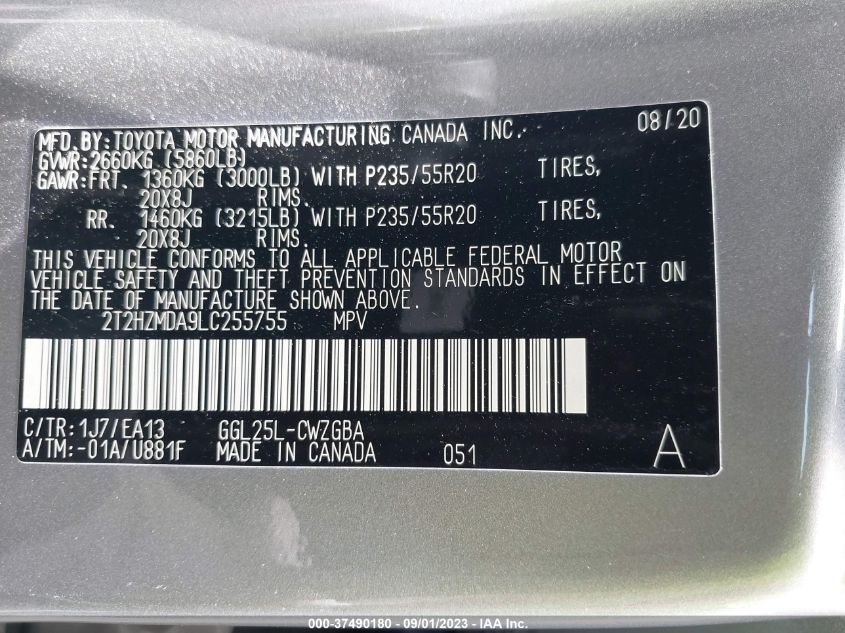 MFD. BY: TOYOTA MOTOR MANUFACTURING CANADA INC. 08/20
GVWR: 2660KG (5860LB)
GAWR: FRT. 1360KG (3000LB) WITH P235/55R20 TIRES,
20X8J RIMS.
RR. 1460KG (3215LB) WITH P235/55R20 TIRES,
20X8J RIMS.
THIS VEHICLE CONFORMS TO ALL APPLICABLE FEDERAL MOTOR
VEHICLE SAFETY AND THEFT PREVENTION STANDARDS IN EFFECT ON
THE DATE OF MANUFACTURE SHOWN ABOVE.
2T2HZMDA9LC255755 MPV
C/TR: 1J7/EA13 GGL25L-CWZGBA
A/TM: -01A/U881F MADE IN CANADA 051 A
000-37490180 - 09/01/2023 - IAA Inc.